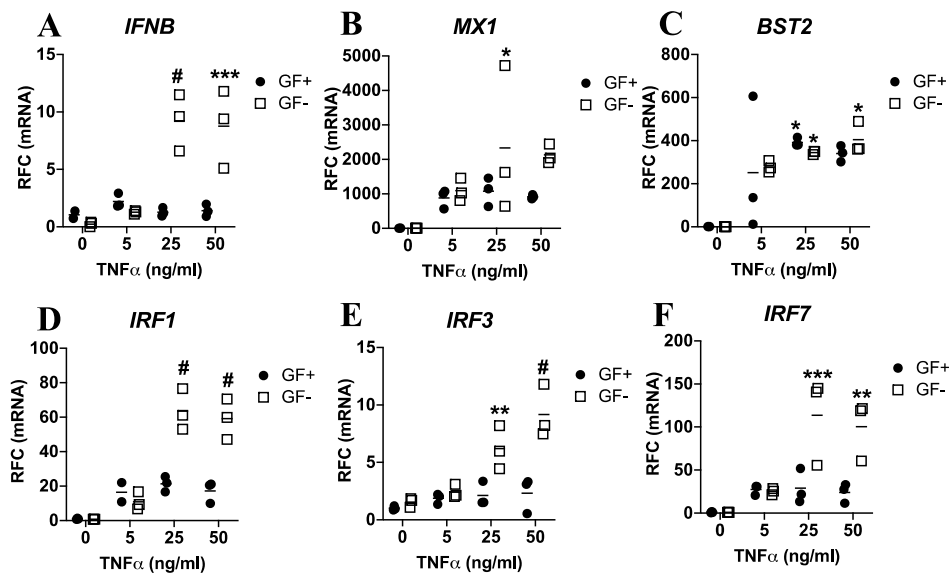 A IFNB
15
10
5
0
RFC (mRNA)
# ***
GF+
GF-
0 5 25 50
TNFα (ng/ml)
B MX1
5000
4000
3000
2000
1000
0
RFC (mRNA)
*
GF+
GF-
0 5 25 50
TNFα (ng/ml)
C BST2
800
600
400
200
0
RFC (mRNA)
* * *
GF+
GF-
0 5 25 50
TNFα (ng/ml)
D IRF1
100
80
60
40
20
0
RFC (mRNA)
# #
GF+
GF-
0 5 25 50
TNFα (ng/ml)
E IRF3
15
10
5
0
RFC (mRNA)
** #
GF+
GF-
0 5 25 50
TNFα (ng/ml)
F IRF7
200
150
100
50
0
RFC (mRNA)
*** **
GF+
GF-
0 5 25 50
TNFα (ng/ml)